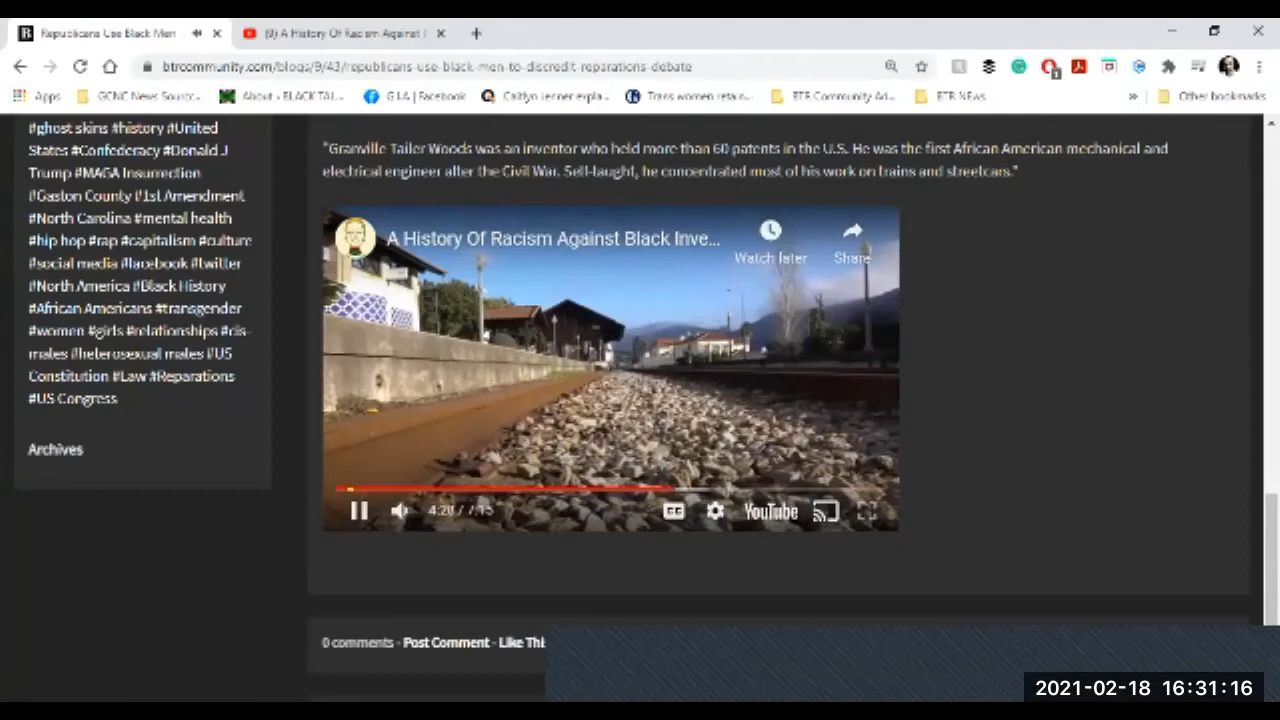 Republicans Use Black Men
(9) A History Of Racism Against I
btrcommunity.com/blogs/9/43/republicans-use-black-men-to-discredit-reparations-debate
Apps
GCNC News Sourc...
About - BLACK TAL...
GLA | Facebook
Caitlyn Jenner expla...
Trans women retain...
BTR Community Ad...
BTR NEws
Other bookmarks
#ghost skins #history #United
States #Confederacy #Donald J
Trump #MAGA Insurrection
#Gaston County #1st Amendment
#North Carolina #mental health
#hip hop #rap #capitalism #culture
#social media #facebook #twitter
#North America #Black History
#African Americans #transgender
#women #girls #relationships #cis-
males #heterosexual males #US
Constitution #Law #Reparations
#US Congress
Archives
"Granville Tailer Woods was an inventor who held more than 60 patents in the U.S. He was the first African American mechanical and
electrical engineer after the Civil War. Self-taught, he concentrated most of his work on trains and streetcars."
A History Of Racism Against Black Inve...
Watch later
Share
4:20 / 7:15
CC
YouTube
0 comments - Post Comment - Like This
2021-02-18 16:31:16